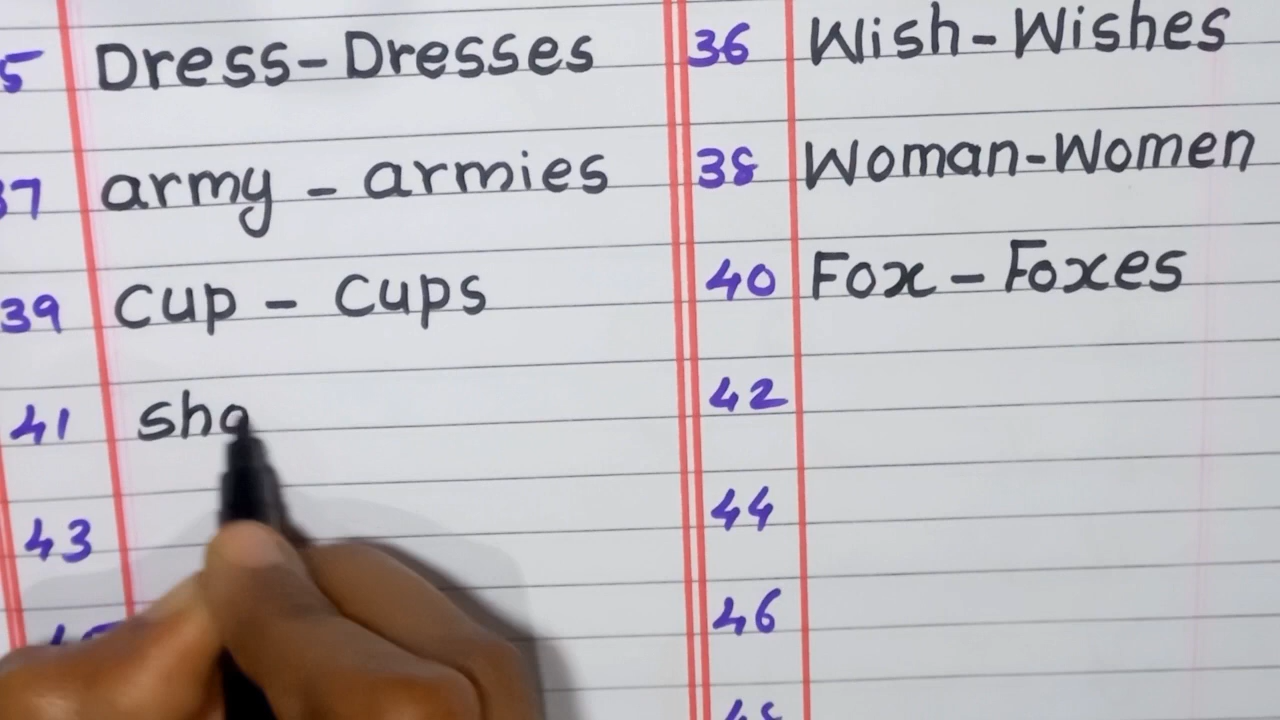 5 Dress-Dresses 36 Wish-Wishes
37 army - armies 38 Woman-Women
39 cup - cups 40 Fox - Foxes
41 sha 42
43 44
46